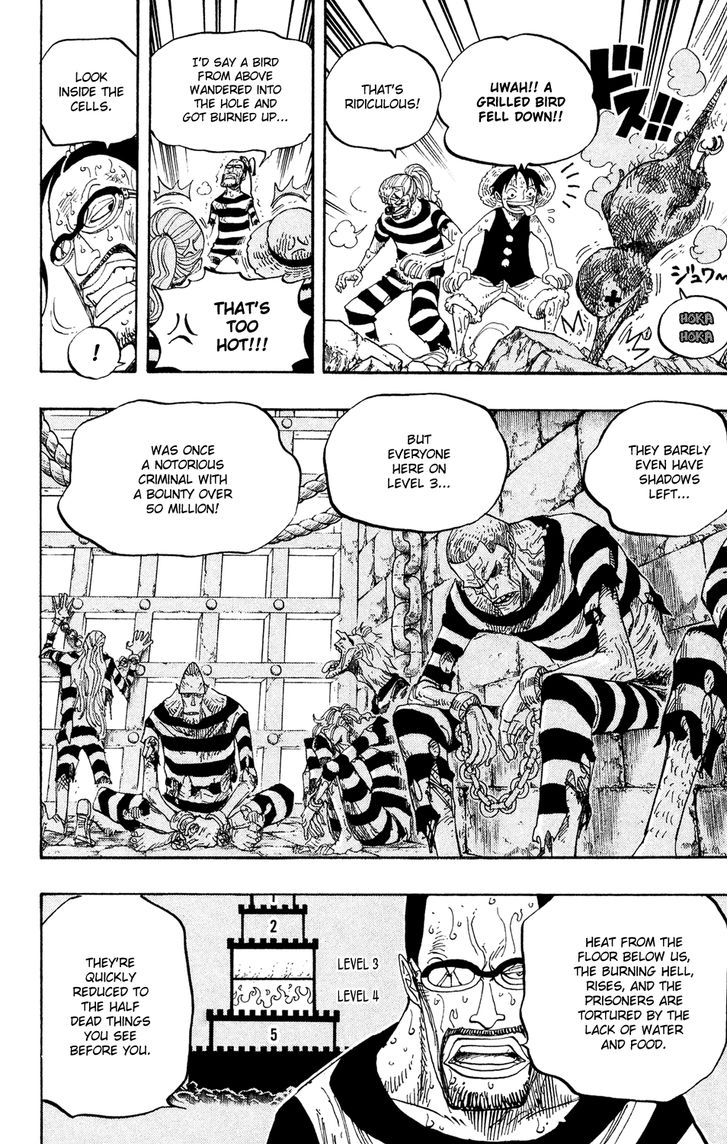 UWAH!! A
GRILLED BIRD
FELL DOWN!!
ドスッ!!
ジュワ~
HOKA
HOKA
THAT'S
RIDICULOUS!
I'D SAY A BIRD
FROM ABOVE
WANDERED INTO
THE HOLE AND
GOT BURNED UP...
THAT'S
TOO
HOT!!!
LOOK
INSIDE THE
CELLS.
!
THEY BARELY
EVEN HAVE
SHADOWS
LEFT...
BUT
EVERYONE
HERE ON
LEVEL 3...
WAS ONCE
A NOTORIOUS
CRIMINAL WITH
A BOUNTY OVER
50 MILLION!
HEAT FROM THE
FLOOR BELOW US,
THE BURNING HELL,
RISES, AND THE
PRISONERS ARE
TORTURED BY THE
LACK OF WATER
AND FOOD.
1
2
LEVEL 3
LEVEL 4
5
THEY'RE
QUICKLY
REDUCED TO
THE HALF
DEAD THINGS
YOU SEE
BEFORE YOU.